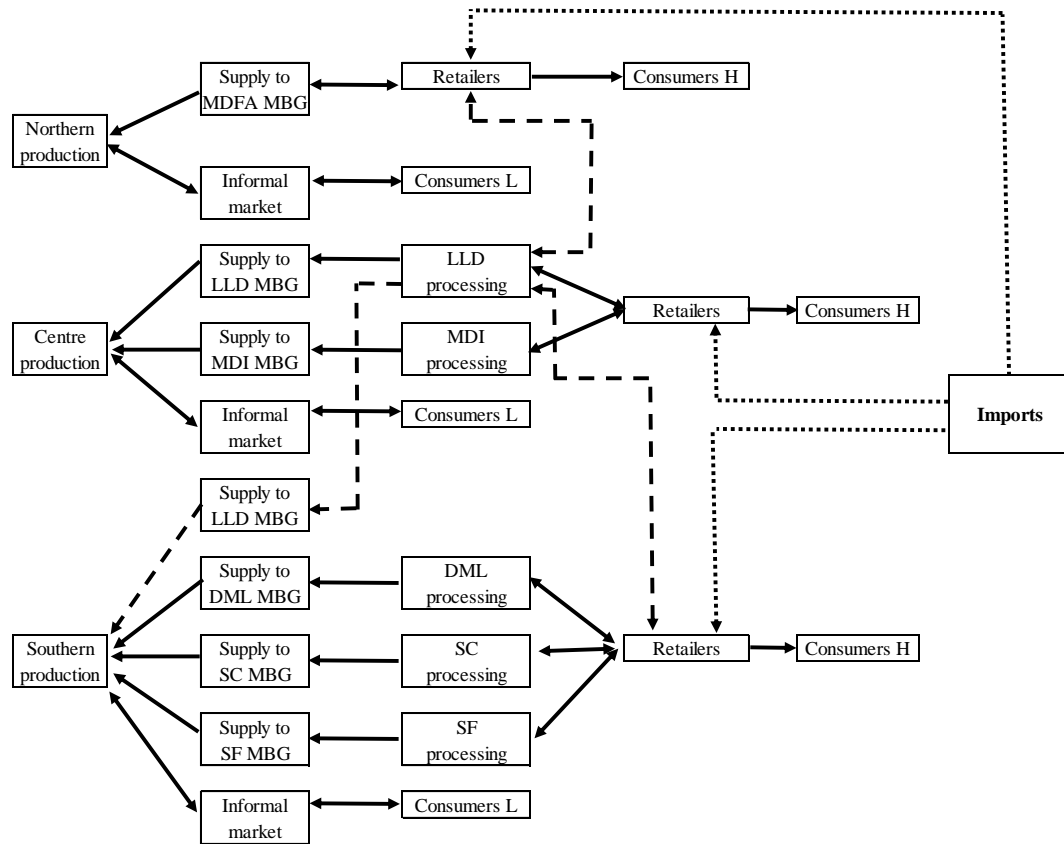 Supply to
MDFA MBG
Retailers
Consumers H
Northern
production
Informal
market
Consumers L
Supply to
LLD MBG
LLD
processing
Retailers
Consumers H
Centre
production
Supply to
MDI MBG
MDI
processing
Imports
Informal
market
Consumers L
Supply to
LLD MBG
Supply to
DML MBG
DML
processing
Southern
production
Supply to
SC MBG
SC
processing
Retailers
Consumers H
Supply to
SF MBG
SF
processing
Informal
market
Consumers L